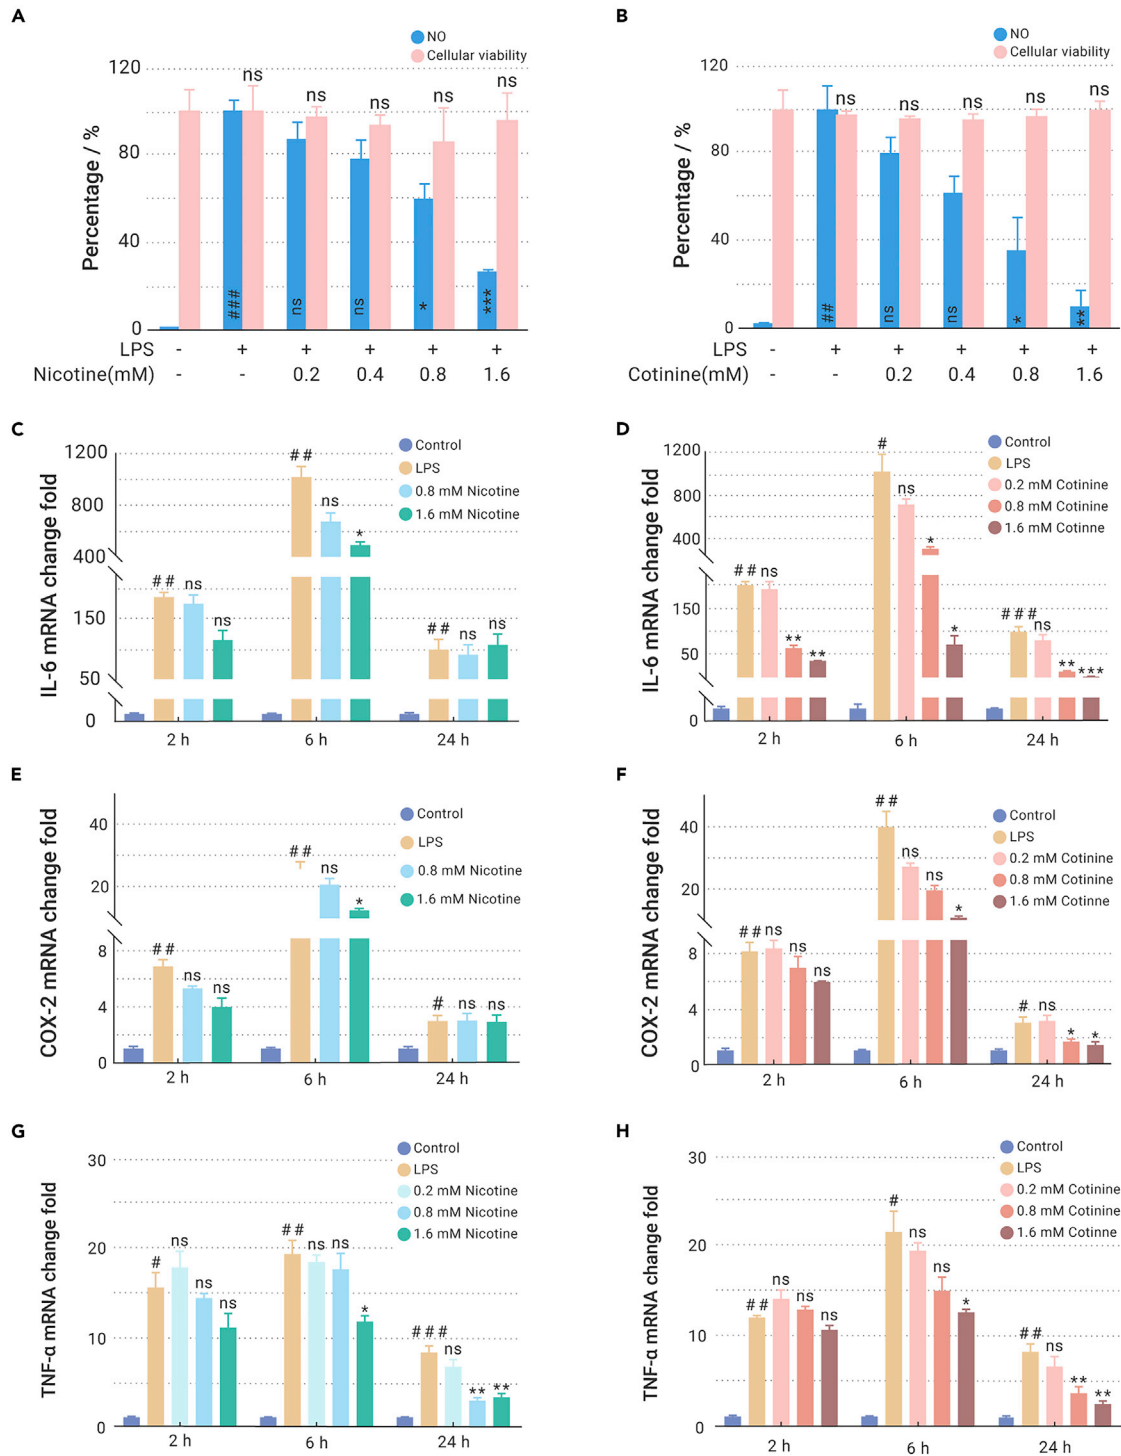 A
NO
Cellular viability
Percentage / %
120
80
40
0
ns
ns
ns
ns
ns
###
ns
ns
*
***
LPS - + + + + +
Nicotine(mM) - - 0.2 0.4 0.8 1.6
B
NO
Cellular viability
Percentage / %
120
80
40
0
ns
ns
ns
ns
ns
##
ns
ns
*
**
LPS - + + + + +
Cotinine(mM) - - 0.2 0.4 0.8 1.6
C
Control
LPS
0.8 mM Nicotine
1.6 mM Nicotine
IL-6 mRNA change fold
1200
800
400
150
50
0
## ns
*
## ns ns
## ns ns
2 h 6 h 24 h
D
Control
LPS
0.2 mM Cotinine
0.8 mM Cotinine
1.6 mM Cotinne
IL-6 mRNA change fold
1200
800
400
150
50
0
# ns * *
## ns ** **
### ns ** ***
2 h 6 h 24 h
E
Control
LPS
0.8 mM Nicotine
1.6 mM Nicotine
COX-2 mRNA change fold
40
20
8
4
0
## ns *
## ns ns
# ns ns
2 h 6 h 24 h
F
Control
LPS
0.2 mM Cotinine
0.8 mM Cotinine
1.6 mM Cotinne
COX-2 mRNA change fold
40
20
8
4
0
## ns ns *
## ns ns ns
# ns * *
2 h 6 h 24 h
G
Control
LPS
0.2 mM Nicotine
0.8 mM Nicotine
1.6 mM Nicotine
TNF-α mRNA change fold
30
20
10
0
# ns ns ns
## ns ns *
### ns ** **
2 h 6 h 24 h
H
Control
LPS
0.2 mM Cotinine
0.8 mM Cotinine
1.6 mM Cotinne
TNF-α mRNA change fold
30
20
10
0
## ns ns ns
# ns ns *
## ns ** **
2 h 6 h 24 h